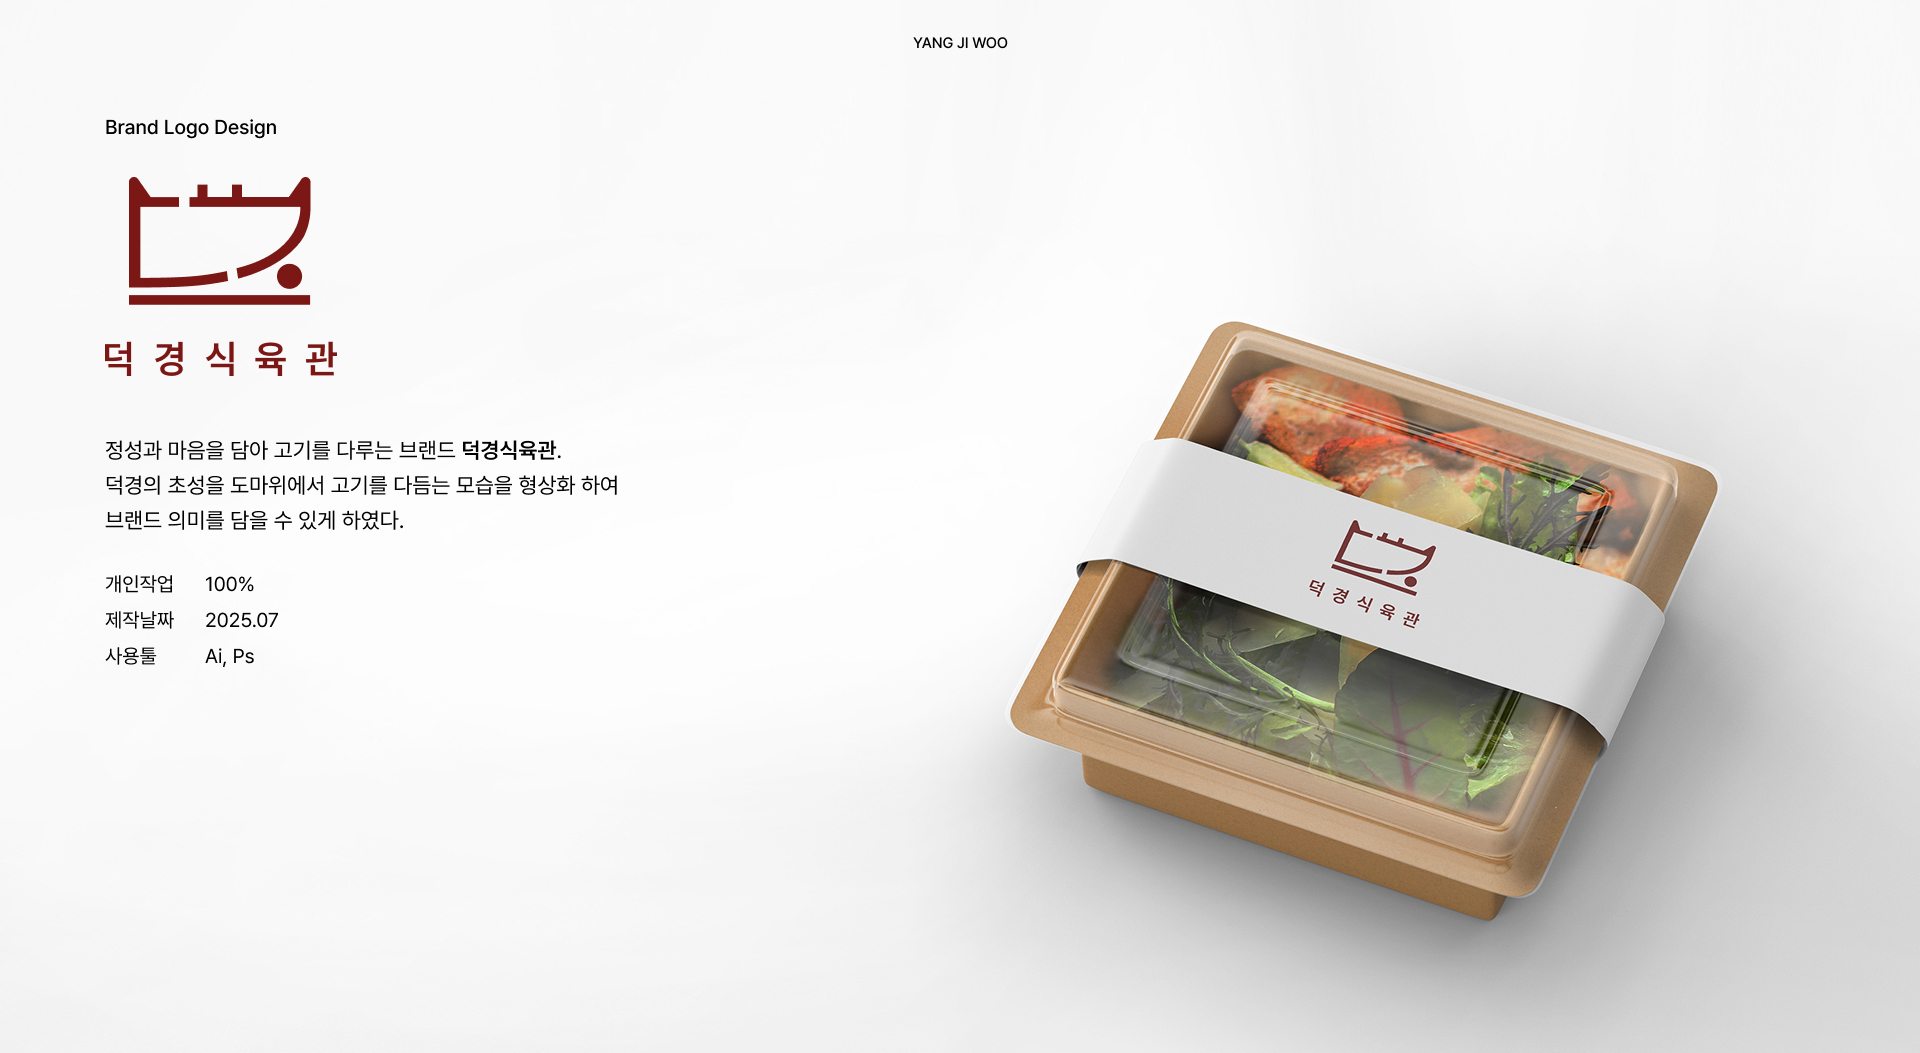 YANG JI WOO
Brand Logo Design
덕경식육관
정성과 마음을 담아 고기를 다루는 브랜드 덕경식육관.
덕경의 초성을 도마위에서 고기를 다듬는 모습을 형상화 하여
브랜드 의미를 담을 수 있게 하였다.
개인작업 100%
제작날짜 2025.07
사용툴 Ai, Ps
덕경식육관